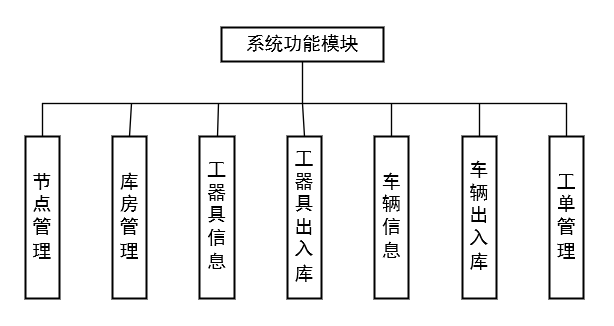 系统功能模块
节点管理
库房管理
工器具信息
工器具出入库
车辆信息
车辆出入库
工单管理